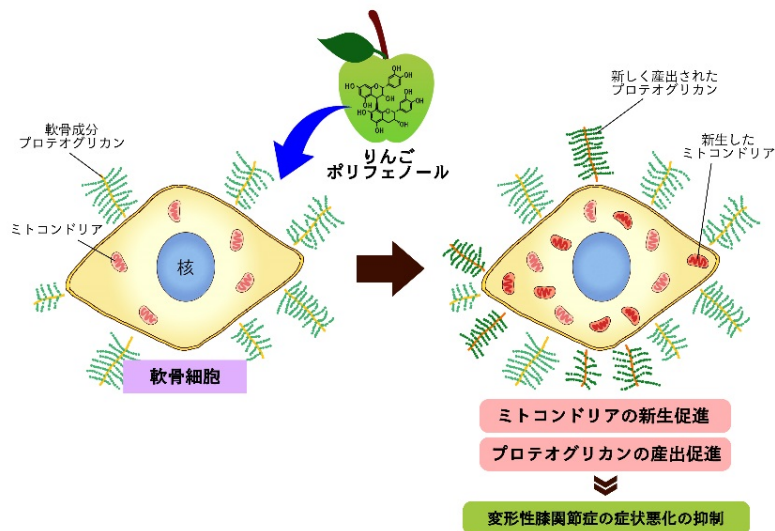 新しく産出された
プロテオグリカン
軟骨成分
プロテオグリカン
りんご
ポリフェノール
新生した
ミトコンドリア
ミトコンドリア
核
軟骨細胞
ミトコンドリアの新生促進
プロテオグリカンの産出促進
変形性膝関節症の症状悪化の抑制